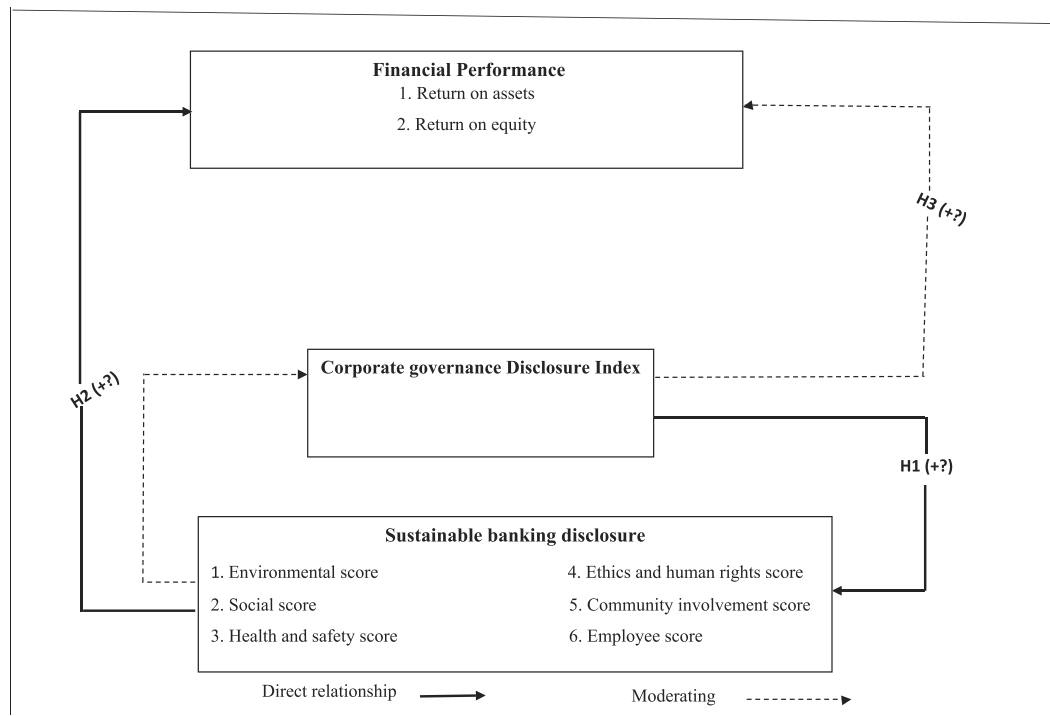 Financial Performance
1. Return on assets
2. Return on equity
H3 (+?)
Corporate governance Disclosure Index
H2 (+?)
H1 (+?)
Sustainable banking disclosure
1. Environmental score
2. Social score
3. Health and safety score
4. Ethics and human rights score
5. Community involvement score
6. Employee score
Direct relationship
Moderating